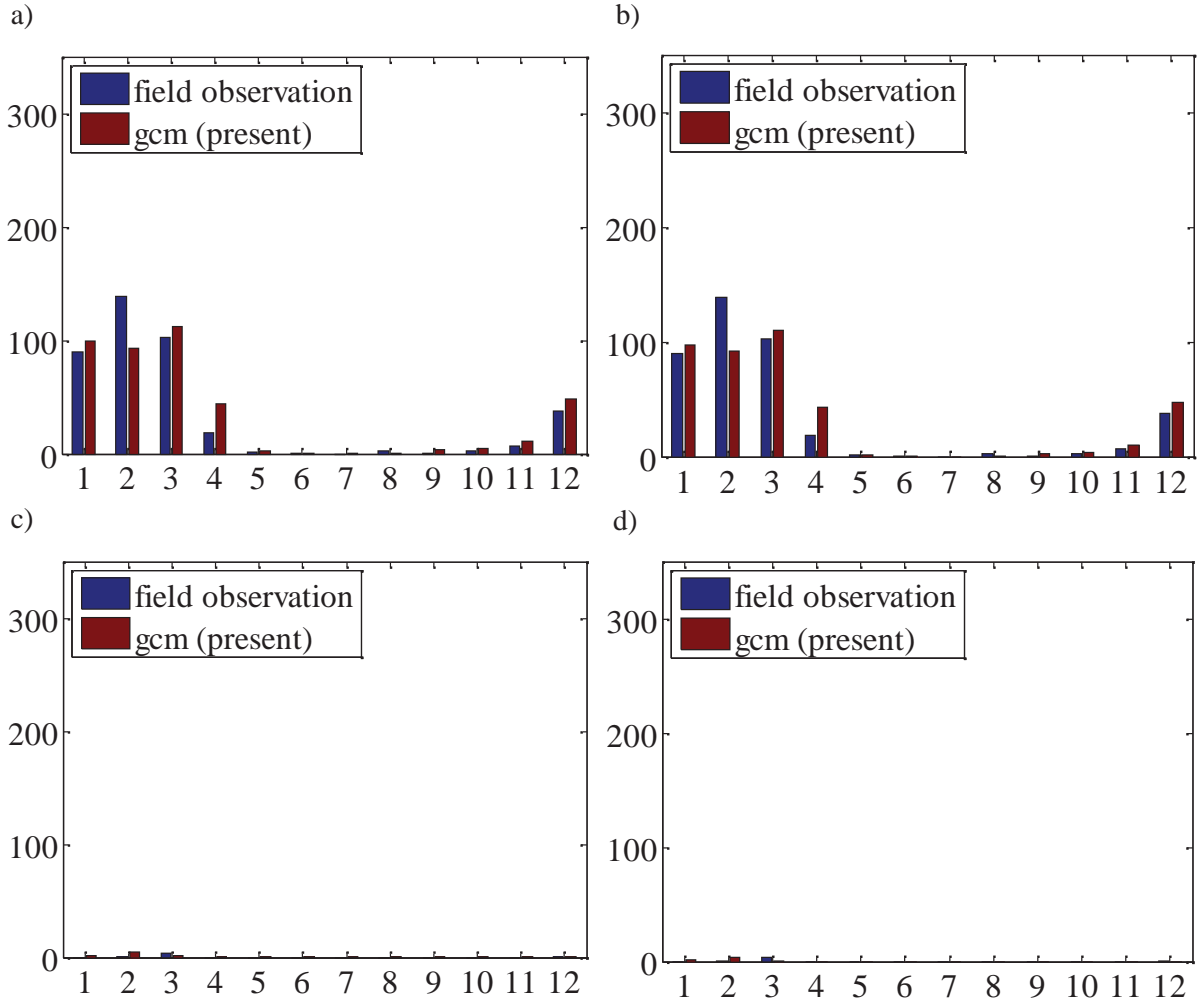 a)
field observation
gcm (present)
300
200
100
0
1 2 3 4 5 6 7 8 9 10 11 12
b)
field observation
gcm (present)
300
200
100
0
1 2 3 4 5 6 7 8 9 10 11 12
c)
field observation
gcm (present)
300
200
100
0
1 2 3 4 5 6 7 8 9 10 11 12
d)
field observation
gcm (present)
300
200
100
0
1 2 3 4 5 6 7 8 9 10 11 12